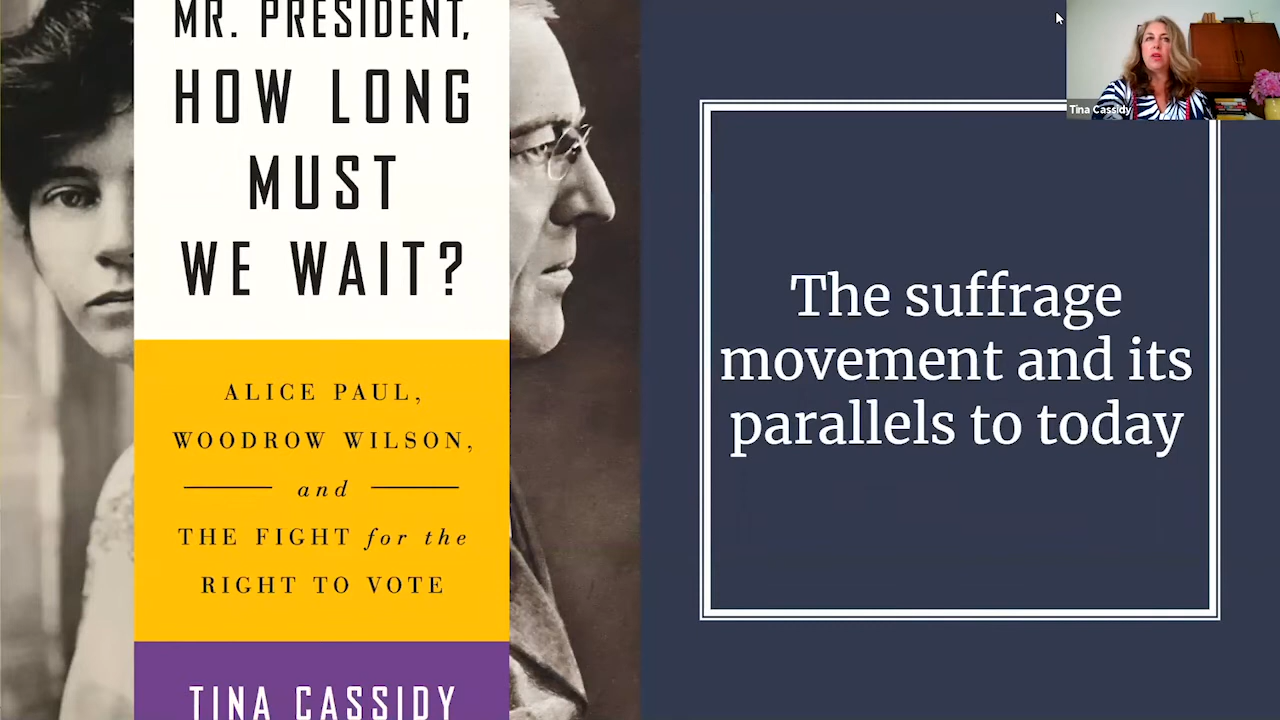 MR. PRESIDENT,
HOW LONG
MUST
WE WAIT?
ALICE PAUL,
WOODROW WILSON,
and
THE FIGHT for the
RIGHT TO VOTE
TINA CASSIDY
The suffrage
movement and its
parallels to today
Tina Cassidy